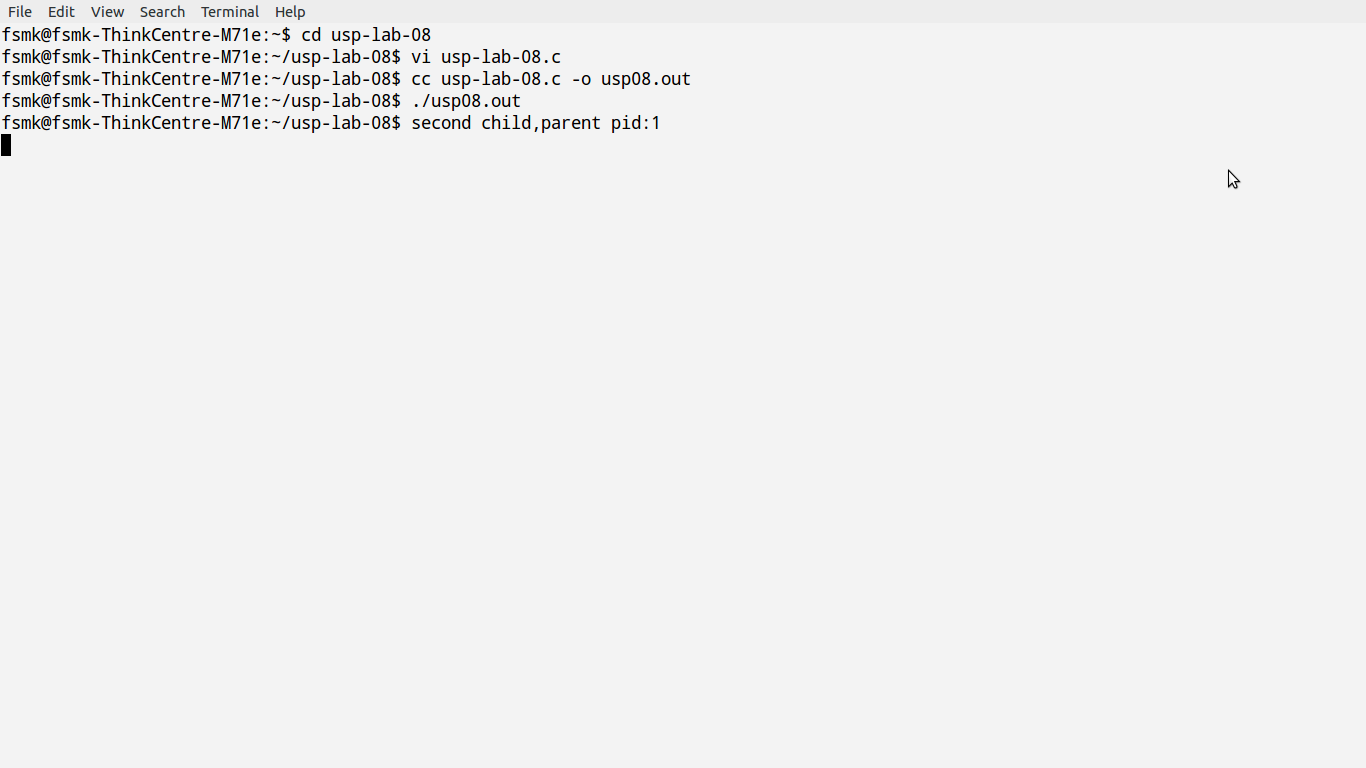 File Edit View Search Terminal Help
fsmk@fsmk-ThinkCentre-M71e:~$ cd usp-lab-08
fsmk@fsmk-ThinkCentre-M71e:~/usp-lab-08$ vi usp-lab-08.c
fsmk@fsmk-ThinkCentre-M71e:~/usp-lab-08$ cc usp-lab-08.c -o usp08.out
fsmk@fsmk-ThinkCentre-M71e:~/usp-lab-08$ ./usp08.out
fsmk@fsmk-ThinkCentre-M71e:~/usp-lab-08$ second child,parent pid:1